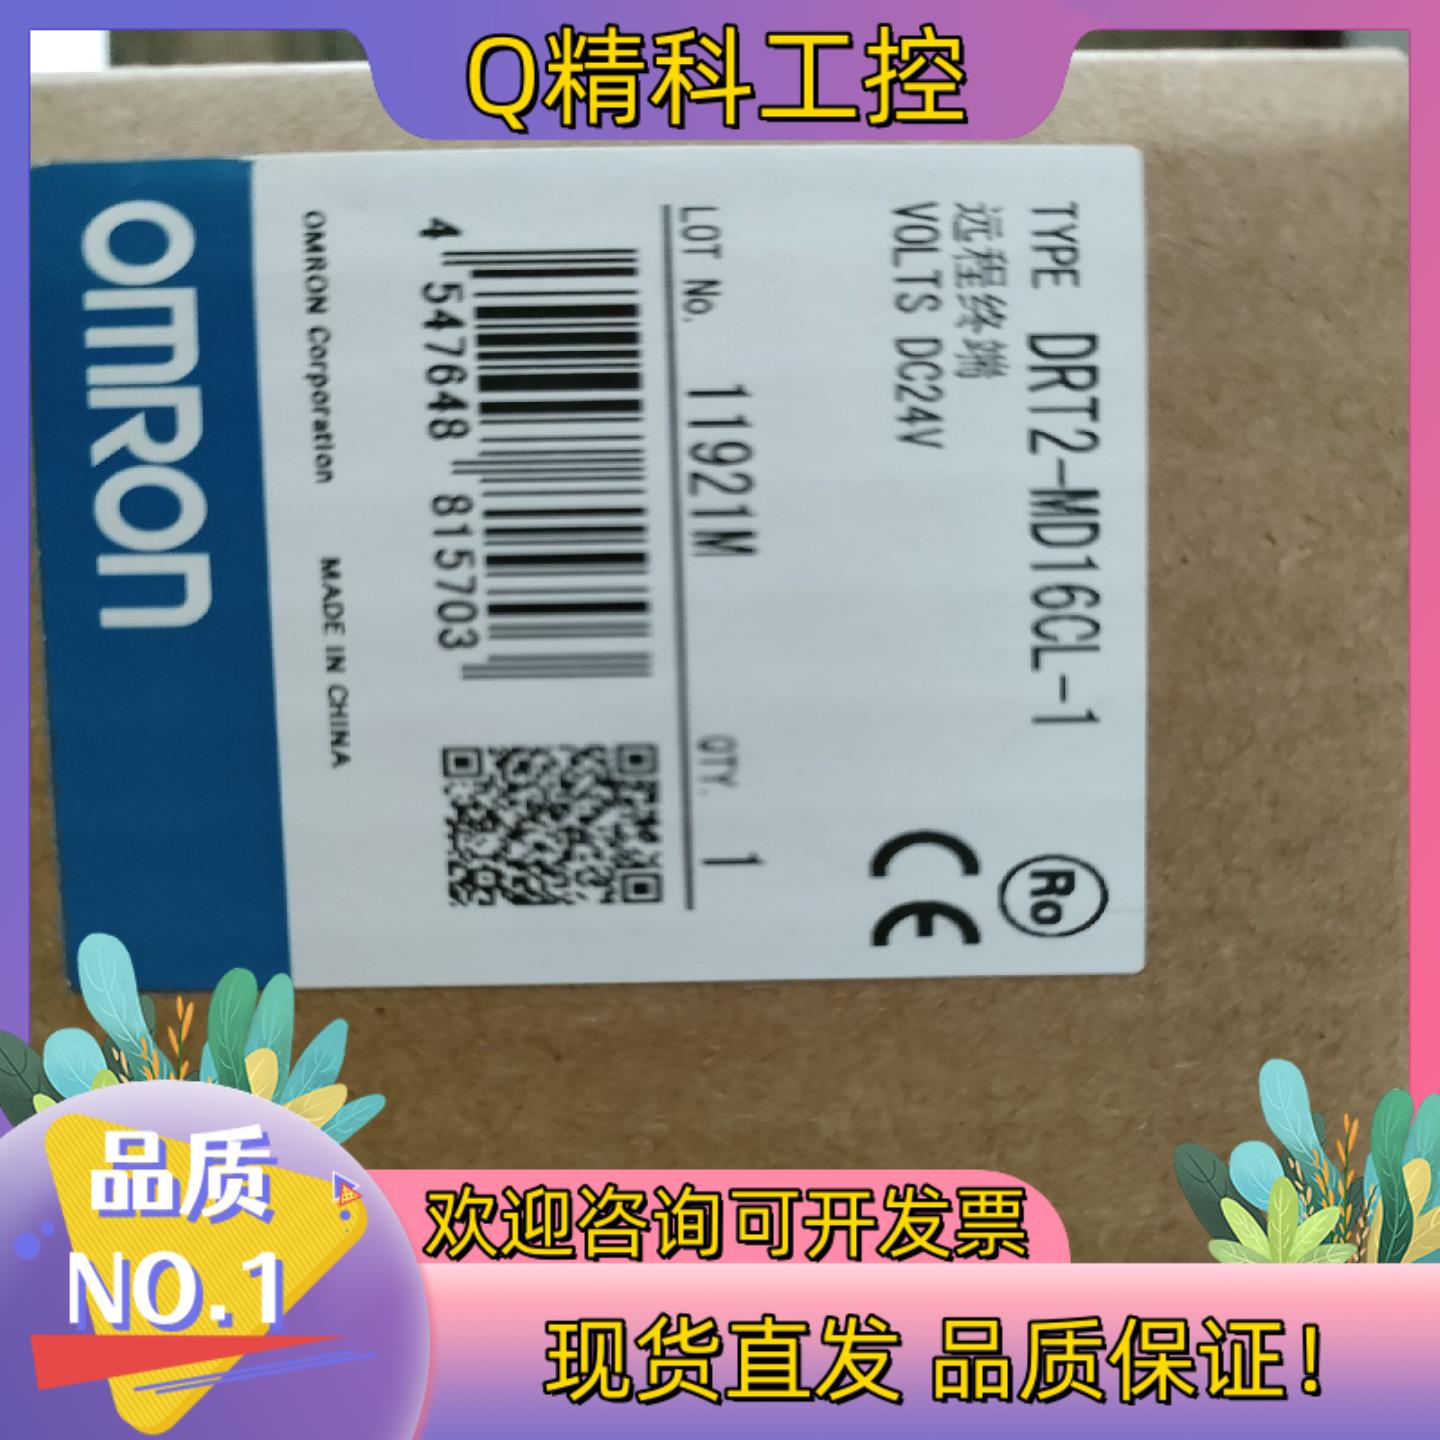 Q精科工控
TYPE DRT2-MD16CL-1
远程终端
VOLTS DC24V
LOT No. 11921M
QTY. 1
4 547648 815703
OMRON Corporation MADE IN CHINA
OMRON
CE
Ro
品质
NO.1
欢迎咨询可开发票
现货直发 品质保证!